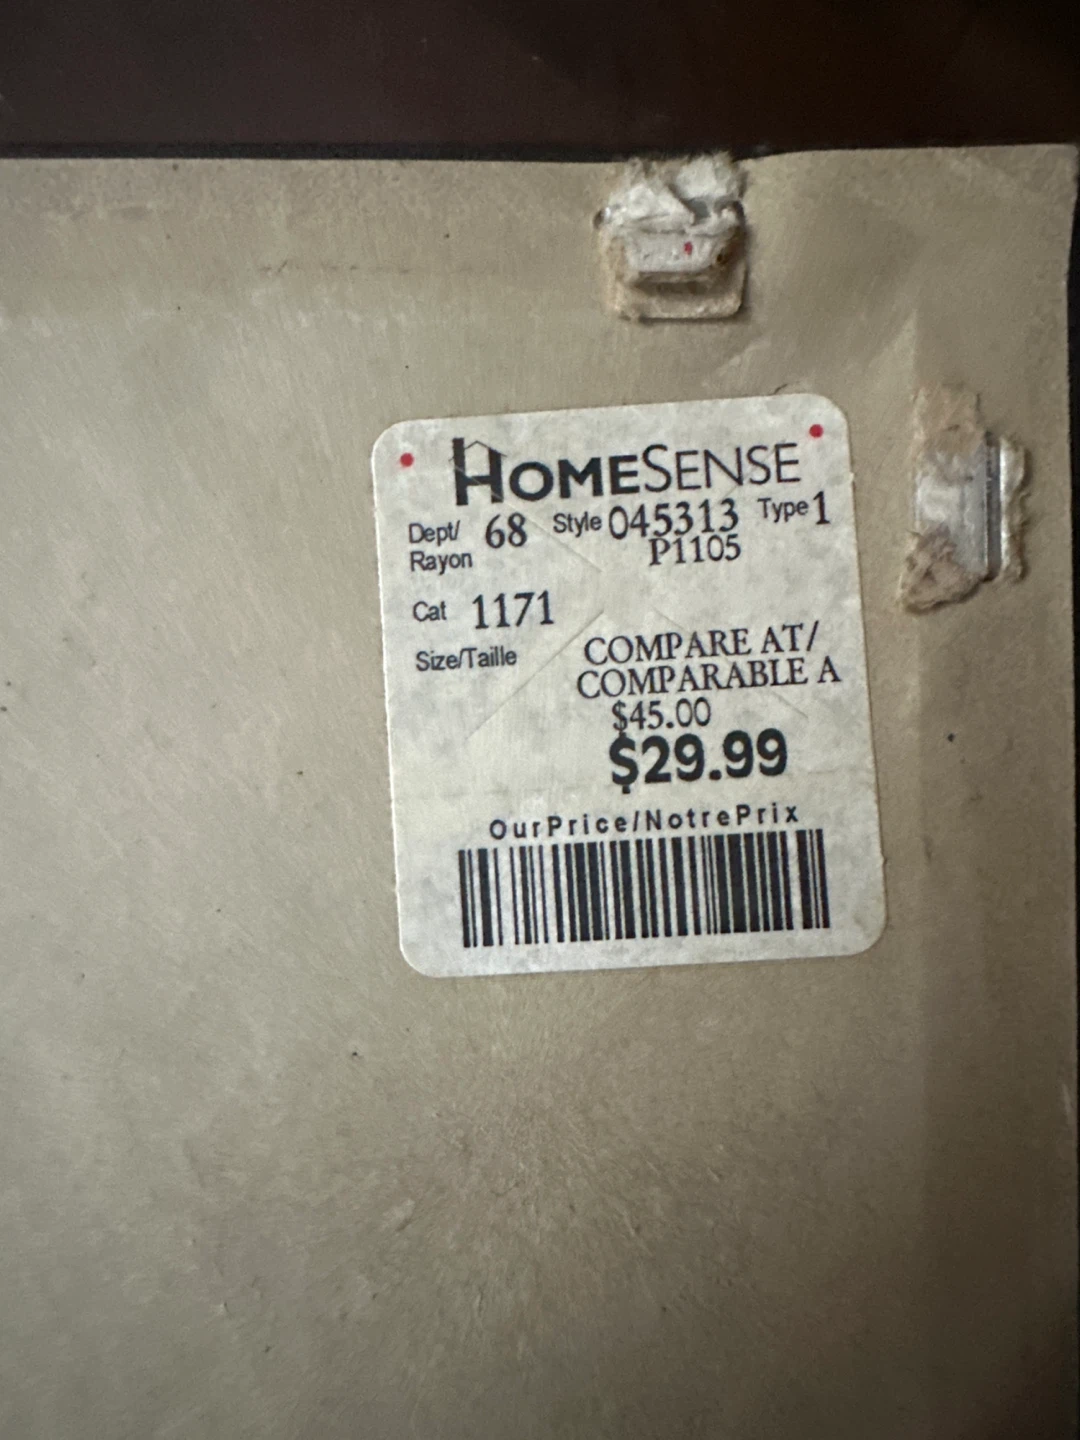 HOMESENSE
Dept/ Rayon 68 Style 045313 Type 1
P1105
Cat 1171
Size/Taille
COMPARE AT/
COMPARABLE A
$45.00
$29.99
OurPrice/NotrePrix